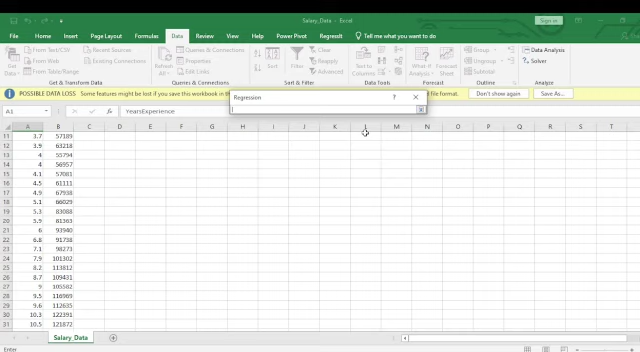 Salary_Data - Excel
Sign in
File Home Insert Page Layout Formulas Data Review View Help Power Pivot Regressit Tell me what you want to do
From Text/CSV Recent Sources Queries & Connections Clear Group Data Analysis
Get Data From Web Existing Connections Refresh All Properties Sort Reapply Text to Columns What-If Analysis Forecast Sheet Ungroup Solver
From Table/Range Edit Links Advanced Subtotal
Get & Transform Data Queries & Connections Sort & Filter Data Tools Forecast Outline Analyze
POSSIBLE DATA LOSS Some features might be lost if you save this workbook in the file format. Don't show again Save As...
Regression ?
A1 YearsExperience
A B C D E F G H I J K L M N O P Q R S T
11 3.7 57189
12 3.9 63218
13 4 55794
14 4 56957
15 4.1 57081
16 4.5 61111
17 4.9 67938
18 5.1 66029
19 5.3 83088
20 5.9 81363
21 6 93940
22 6.8 91738
23 7.1 98273
24 7.9 101302
25 8.2 113812
26 8.7 109431
27 9 105582
28 9.5 116969
29 9.6 112635
30 10.3 122391
31 10.5 121872
Salary_Data
Enter